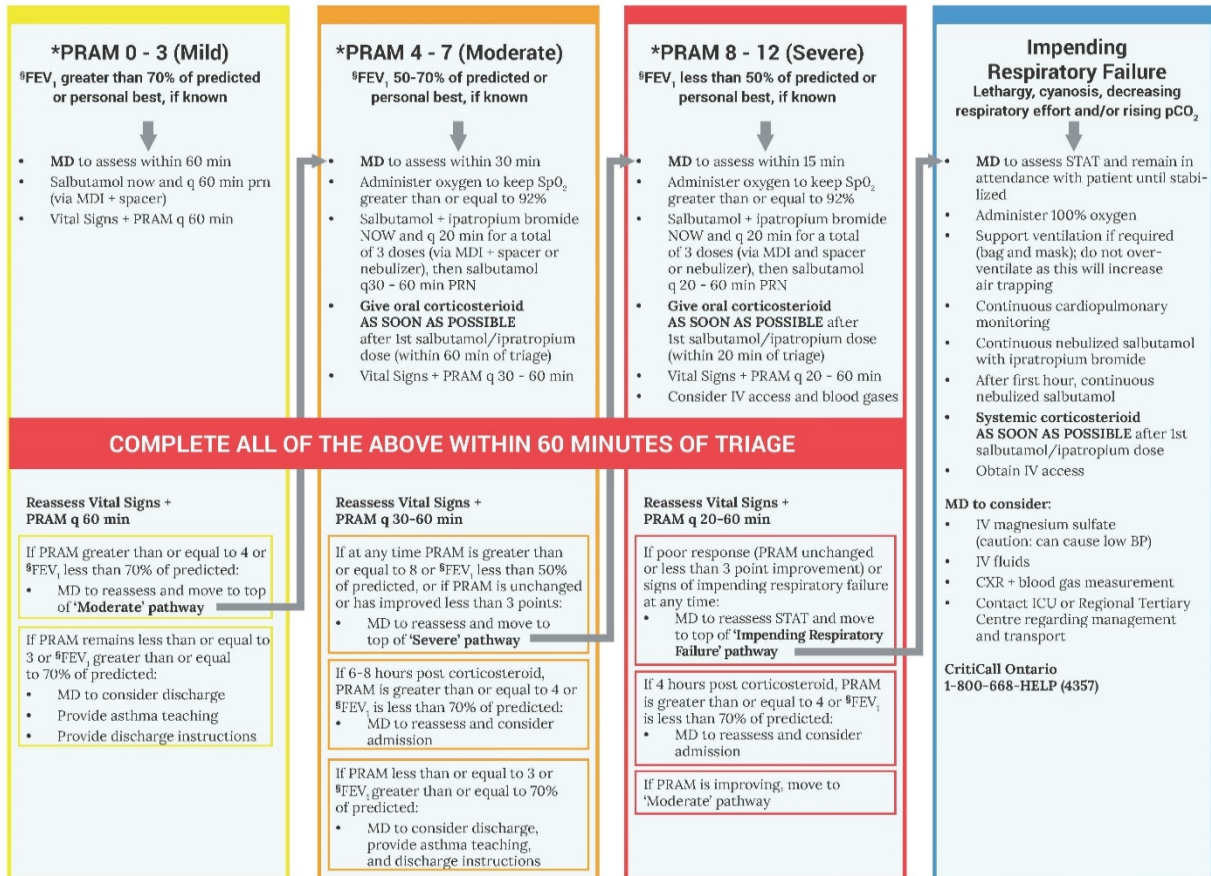 *PRAM 0 - 3 (Mild)
§FEV₁ greater than 70% of predicted
or personal best, if known
• MD to assess within 60 min
• Salbutamol now and q 60 min prn
(via MDI + spacer)
• Vital Signs + PRAM q 60 min
*PRAM 4 - 7 (Moderate)
§FEV₁ 50-70% of predicted or
personal best, if known
• MD to assess within 30 min
• Administer oxygen to keep SpO₂
greater than or equal to 92%
• Salbutamol + ipatropium bromide
NOW and q 20 min for a total
of 3 doses (via MDI + spacer or
nebulizer), then salbutamol
q30 - 60 min PRN
• Give oral corticosterioid
AS SOON AS POSSIBLE
after 1st salbutamol/ipratropium
dose (within 60 min of triage)
• Vital Signs + PRAM q 30 - 60 min
*PRAM 8 - 12 (Severe)
§FEV₁ less than 50% of predicted or
personal best, if known
• MD to assess within 15 min
• Administer oxygen to keep SpO₂
greater than or equal to 92%
• Salbutamol + ipatropium bromide
NOW and q 20 min for a total
of 3 doses (via MDI and spacer
or nebulizer), then salbutamol
q 20 - 60 min PRN
• Give oral corticosterioid
AS SOON AS POSSIBLE after
1st salbutamol/ipatropium dose
(within 20 min of triage)
• Vital Signs + PRAM q 20 - 60 min
• Consider IV access and blood gases
COMPLETE ALL OF THE ABOVE WITHIN 60 MINUTES OF TRIAGE
Reassess Vital Signs +
PRAM q 60 min
If PRAM greater than or equal to 4 or
§FEV₁ less than 70% of predicted:
• MD to reassess and move to top
of ‘Moderate’ pathway
If PRAM remains less than or equal to
3 or §FEV₁ greater than or equal
to 70% of predicted:
• MD to consider discharge
• Provide asthma teaching
• Provide discharge instructions
Reassess Vital Signs +
PRAM q 30-60 min
If at any time PRAM is greater than
or equal to 8 or §FEV₁ less than 50%
of predicted, or if PRAM is unchanged
or has improved less than 3 points:
• MD to reassess and move to
top of ‘Severe’ pathway
If 6-8 hours post corticosteroid,
PRAM is greater than or equal to 4 or
§FEV₁ is less than 70% of predicted:
• MD to reassess and consider
admission
If PRAM less than or equal to 3 or
§FEV₁ greater than or equal to 70%
of predicted:
• MD to consider discharge,
provide asthma teaching,
and discharge instructions
Reassess Vital Signs +
PRAM q 20-60 min
If poor response (PRAM unchanged
or less than 3 point improvement) or
signs of impending respiratory failure
at any time:
• MD to reassess STAT and move
to top of ‘Impending Respiratory
Failure’ pathway
If 4 hours post corticosteroid, PRAM
is greater than or equal to 4 or §FEV₁
is less than 70% of predicted:
• MD to reassess and consider
admission
If PRAM is improving, move to
‘Moderate’ pathway
Impending
Respiratory Failure
Lethargy, cyanosis, decreasing
respiratory effort and/or rising pCO₂
• MD to assess STAT and remain in
attendance with patient until stabi-
lized
• Administer 100% oxygen
• Support ventilation if required
(bag and mask); do not over-
ventilate as this will increase
air trapping
• Continuous cardiopulmonary
monitoring
• Continuous nebulized salbutamol
with ipratropium bromide
• After first hour, continuous
nebulized salbutamol
• Systemic corticosterioid
AS SOON AS POSSIBLE after 1st
salbutamol/ipatropium dose
• Obtain IV access
MD to consider:
• IV magnesium sulfate
(caution: can cause low BP)
• IV fluids
• CXR + blood gas measurement
• Contact ICU or Regional Tertiary
Centre regarding management
and transport
CritiCall Ontario
1-800-668-HELP (4357)